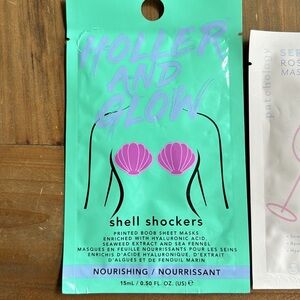 HOLLER
AND
GLOW
shell shockers
PRINTED BOOB SHEET MASKS
ENRICHED WITH HYALURONIC ACID,
SEAWEED EXTRACT AND SEA FENNEL
MASQUES EN FEUILLE NOURRISSANTS POUR LES SEINS
ENRICHIS D'ACIDE HYALURONIQUE, D'EXTRAIT
D'ALGUES ET DE FENOUIL MARIN
NOURISHING / NOURRISSANT
15mL / 0.50 FL. OZ. (US) ℮
patchology